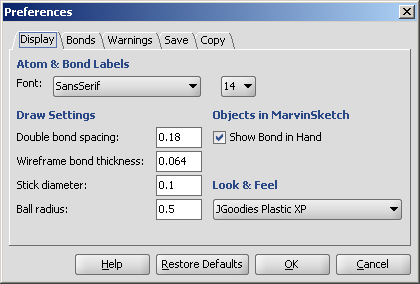 Preferences
Display Bonds Warnings Save Copy
Atom & Bond Labels
Font: SansSerif 14
Draw Settings Objects in MarvinSketch
Double bond spacing: 0.18 Show Bond in Hand
Wireframe bond thickness: 0.064
Stick diameter: 0.1 Look & Feel
Ball radius: 0.5 JGoodies Plastic XP
Help Restore Defaults OK Cancel